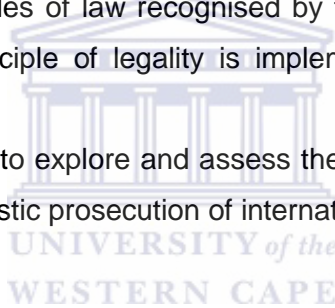 les of law recognised by
ciple of legality is implem
to explore and assess the
stic prosecution of internat
UNIVERSITY of the
WESTERN CAPE